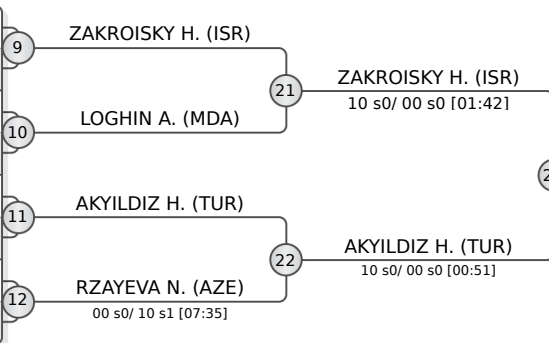 ZAKROISKY H. (ISR)
9
ZAKROISKY H. (ISR)
21
10 s0/ 00 s0 [01:42]
LOGHIN A. (MDA)
10
AKYILDIZ H. (TUR)
11
AKYILDIZ H. (TUR)
22
10 s0/ 00 s0 [00:51]
RZAYEVA N. (AZE)
12
00 s0/ 10 s1 [07:35]